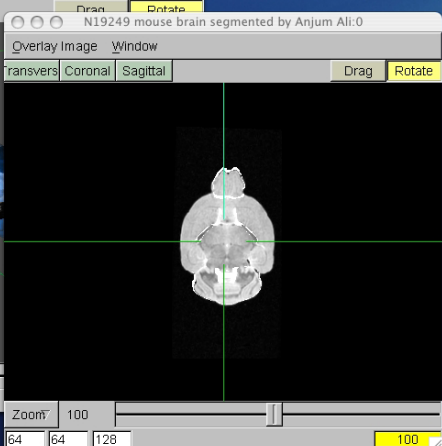 Drag Rotate
N19249 mouse brain segmented by Anjum Ali:0
Overlay Image Window
Transvers Coronal Sagittal Drag Rotate
Zoom 100
64 64 128 100